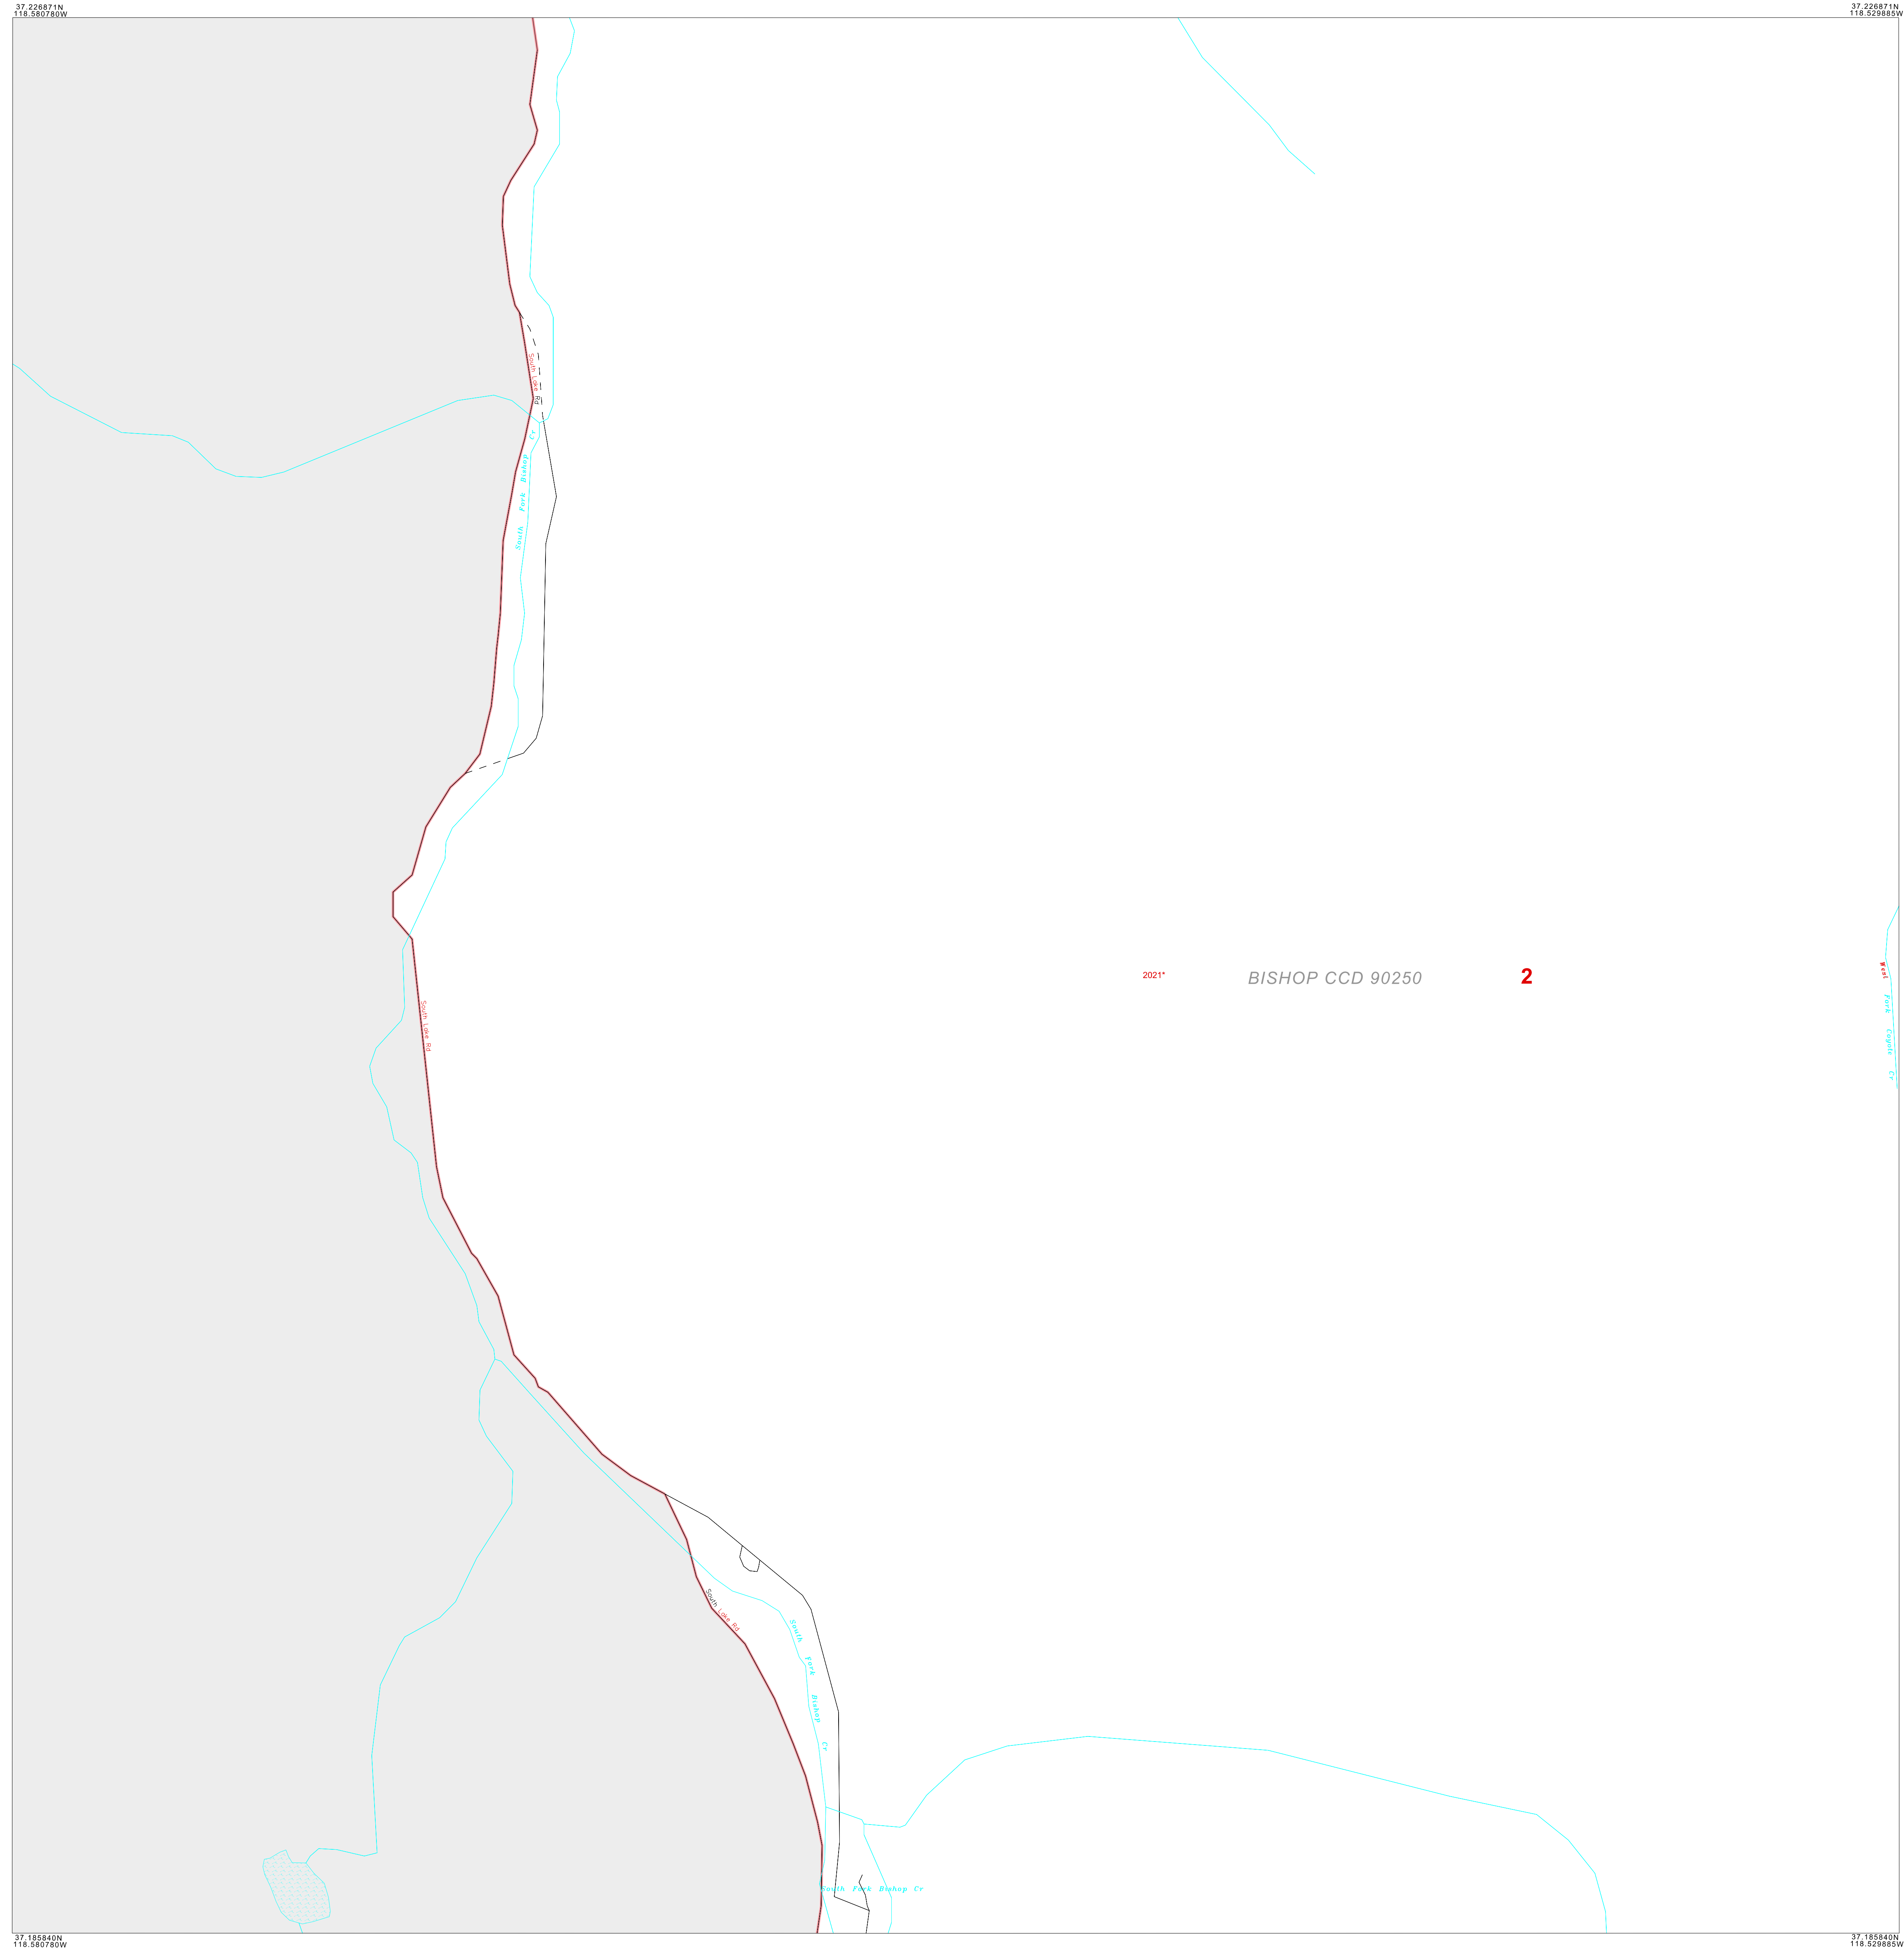 37.226871N
118.580780W
37.226871N
118.529885W
South Lake Rd
South Fork Bishop Cr
2021*
BISHOP CCD 90250
2
West Fork Coyote Cr
South Lake Rd
South Lake Rd
South Fork Bishop Cr
South Fork Bishop Cr
37.185840N
118.580780W
37.185840N
118.529885W